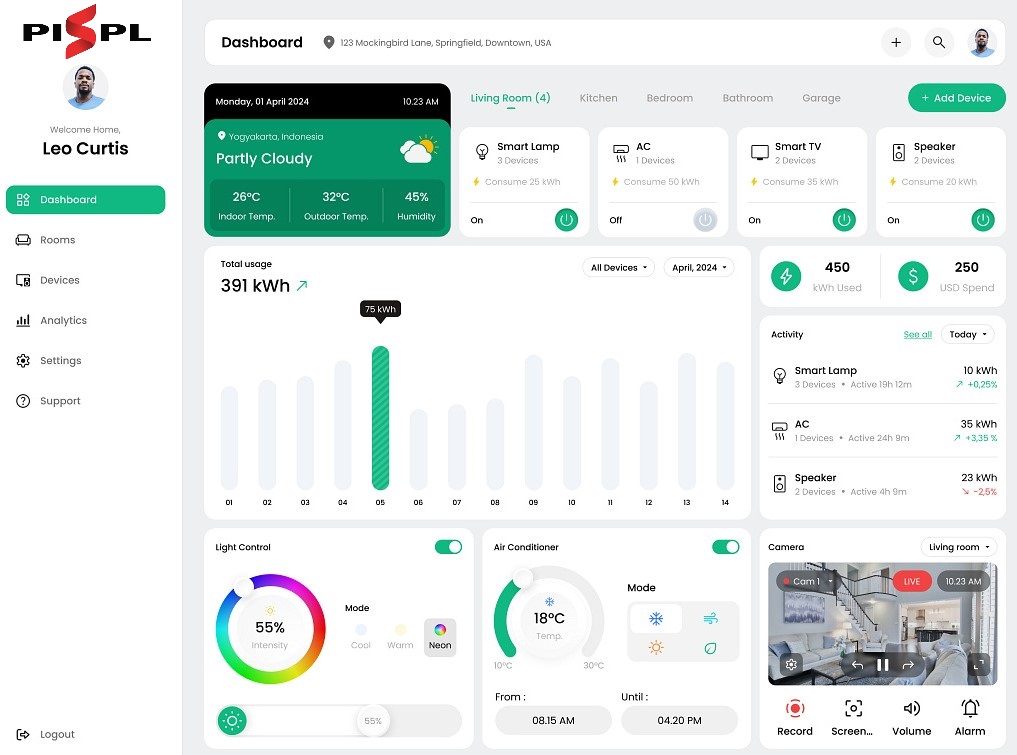 PISPL
Welcome Home,
Leo Curtis
Dashboard
Rooms
Devices
Analytics
Settings
Support
Logout
Dashboard
123 Mockingbird Lane, Springfield, Downtown, USA
Monday, 01 April 2024
10.23 AM
Yogyakarta, Indonesia
Partly Cloudy
26°C
32°C
45%
Indoor Temp.
Outdoor Temp.
Humidity
Living Room (4)
Kitchen
Bedroom
Bathroom
Garage
+ Add Device
Smart Lamp
3 Devices
Consume 25 kWh
On
AC
1 Devices
Consume 50 kWh
Off
Smart TV
2 Devices
Consume 35 kWh
On
Speaker
2 Devices
Consume 20 kWh
On
Total usage
391 kWh
All Devices
April, 2024
75 kWh
01 02 03 04 05 06 07 08 09 10 11 12 13 14
450
kWh Used
$
250
USD Spend
Activity
See all
Today
Smart Lamp
10 kWh
3 Devices • Active 19h 12m
+0,25%
AC
35 kWh
1 Devices • Active 24h 9m
+3,35 %
Speaker
23 kWh
2 Devices • Active 4h 9m
-2,5%
Light Control
55%
Intensity
Mode
Cool
Warm
Neon
55%
Air Conditioner
18°C
Temp.
10°C
30°C
Mode
From :
Until :
08.15 AM
04.20 PM
Camera
Living room
Cam 1
LIVE
10.23 AM
Record
Screen...
Volume
Alarm